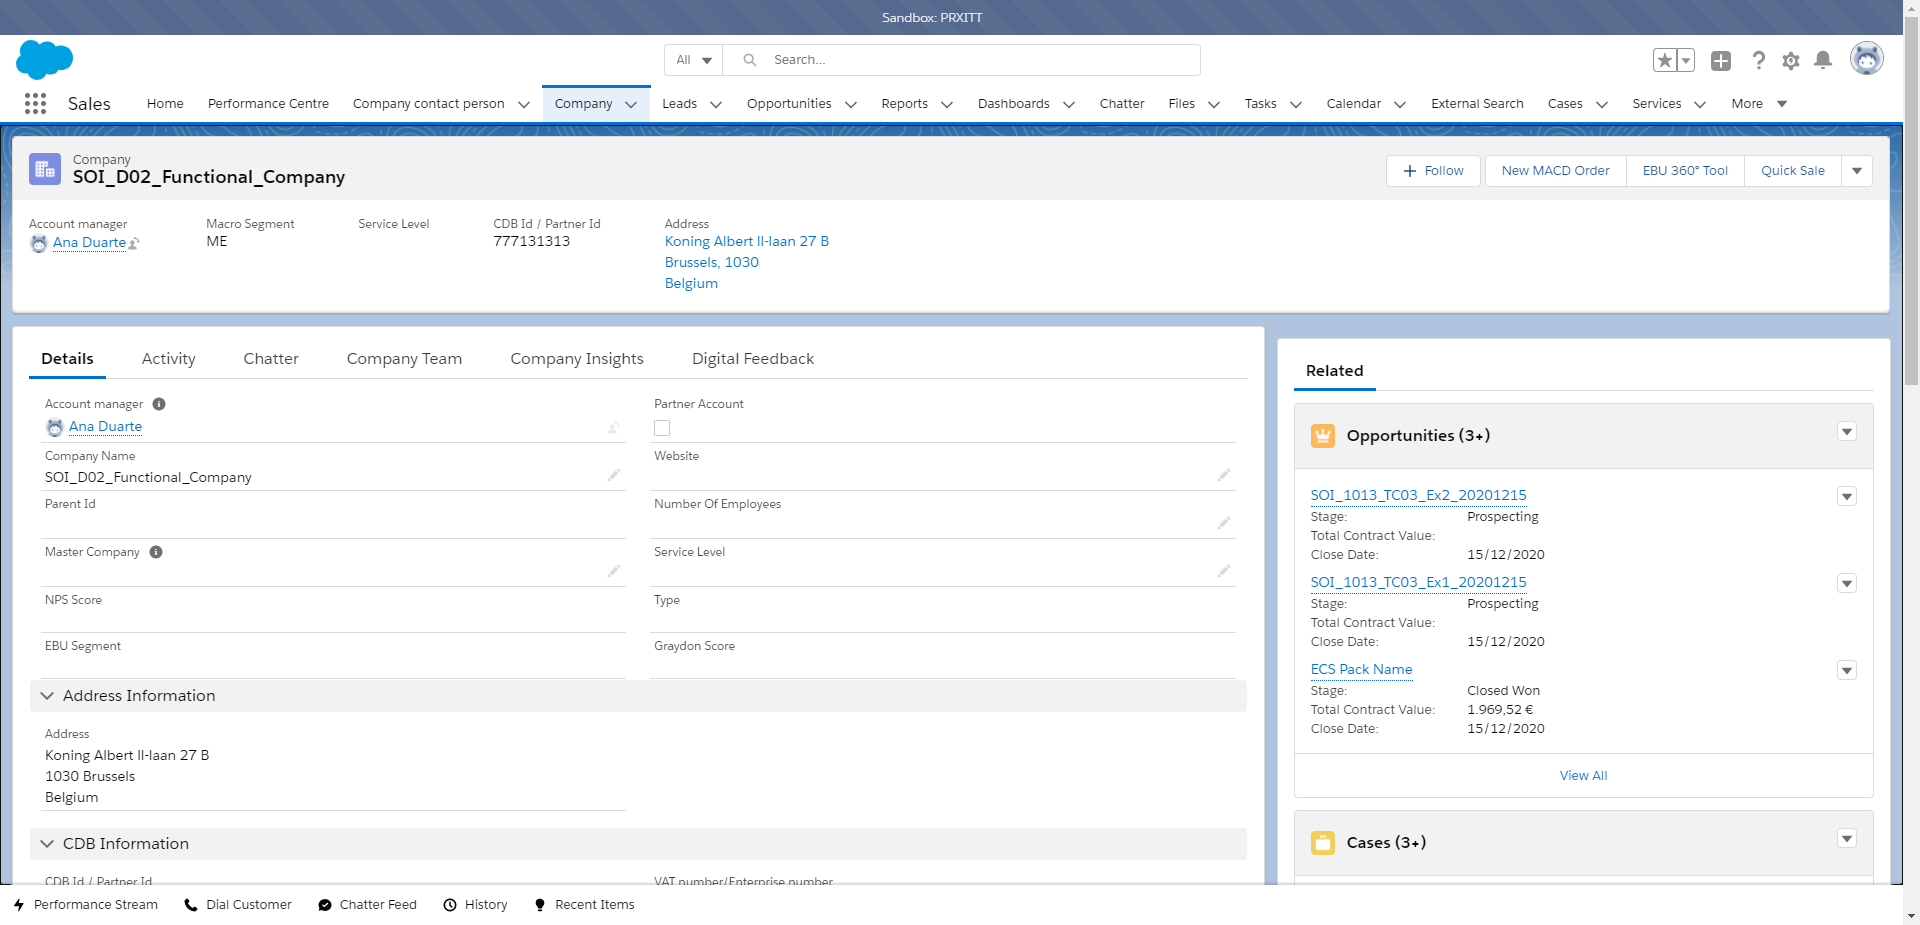 Sandbox: PRXITT
All
Search...
Sales
Home
Performance Centre
Company contact person
Company
Leads
Opportunities
Reports
Dashboards
Chatter
Files
Tasks
Calendar
External Search
Cases
Services
More
Company
SOI_D02_Functional_Company
Follow
New MACD Order
EBU 360° Tool
Quick Sale
Account manager
Ana Duarte
Macro Segment
ME
Service Level
CDB Id / Partner Id
777131313
Address
Koning Albert II-laan 27 B
Brussels, 1030
Belgium
Details
Activity
Chatter
Company Team
Company Insights
Digital Feedback
Account manager
Ana Duarte
Partner Account
Company Name
SOI_D02_Functional_Company
Website
Parent Id
Number Of Employees
Master Company
Service Level
NPS Score
Type
EBU Segment
Graydon Score
Address Information
Address
Koning Albert II-laan 27 B
1030 Brussels
Belgium
CDB Information
CDB Id / Partner Id
VAT number/Enterprise number
Related
Opportunities (3+)
SOI_1013_TC03_Ex2_20201215
Stage: Prospecting
Total Contract Value:
Close Date: 15/12/2020
SOI_1013_TC03_Ex1_20201215
Stage: Prospecting
Total Contract Value:
Close Date: 15/12/2020
ECS Pack Name
Stage: Closed Won
Total Contract Value: 1.969,52 €
Close Date: 15/12/2020
View All
Cases (3+)
Performance Stream
Dial Customer
Chatter Feed
History
Recent Items